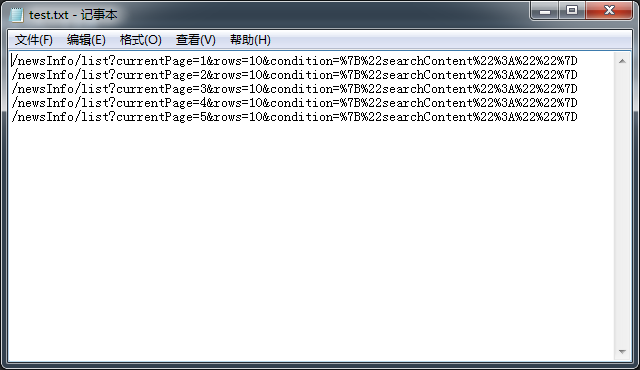 test.txt - 记事本
文件(F) 编辑(E) 格式(O) 查看(V) 帮助(H)
/newsInfo/list?currentPage=1&rows=10&condition=%7B%22searchContent%22%3A%22%22%7D
/newsInfo/list?currentPage=2&rows=10&condition=%7B%22searchContent%22%3A%22%22%7D
/newsInfo/list?currentPage=3&rows=10&condition=%7B%22searchContent%22%3A%22%22%7D
/newsInfo/list?currentPage=4&rows=10&condition=%7B%22searchContent%22%3A%22%22%7D
/newsInfo/list?currentPage=5&rows=10&condition=%7B%22searchContent%22%3A%22%22%7D